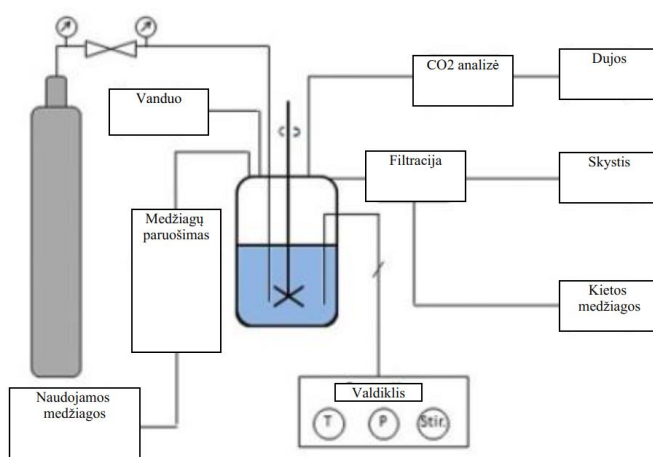 CO2 analizė
Dujos
Vanduo
Filtracija
Skystis
Medžiagų
paruošimas
Kietos
medžiagos
Naudojamos
medžiagos
Valdiklis
T
P
Stir.